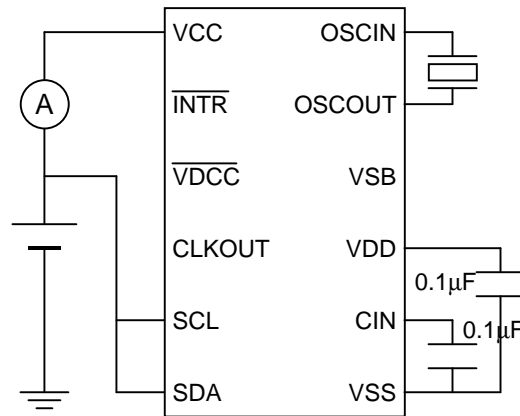 VCC
OSCIN
A
INTR
OSCOUT
VDCC
VSB
CLKOUT
VDD
0.1μF
SCL
CIN
0.1μF
SDA
VSS